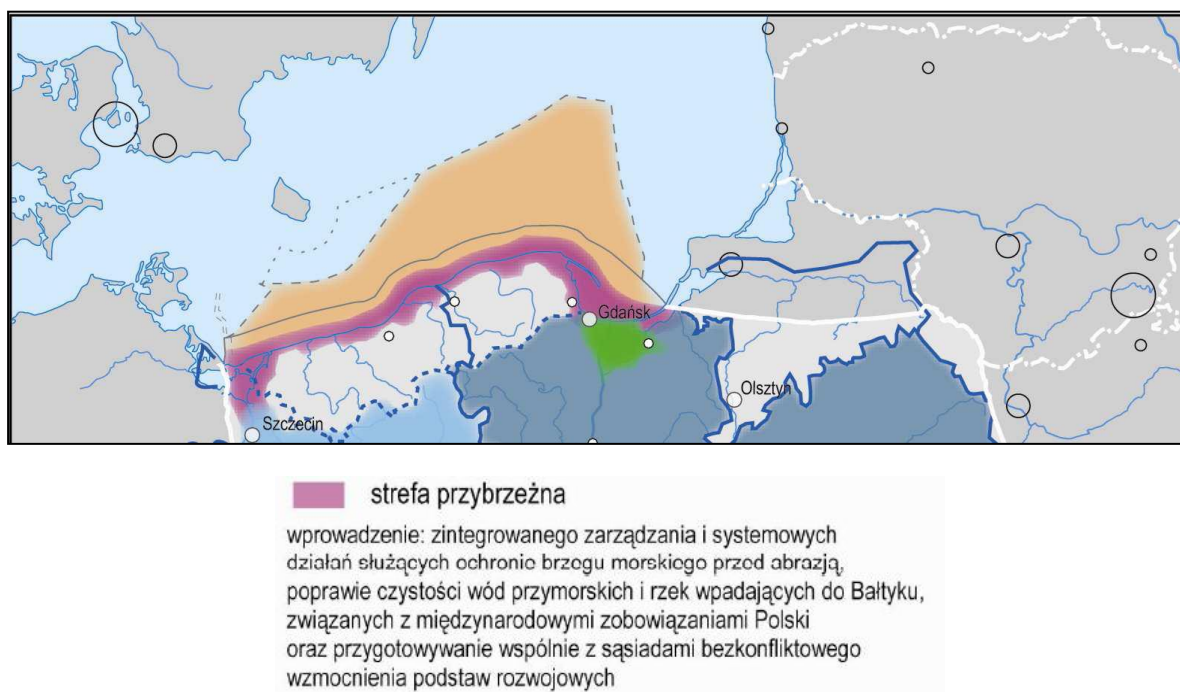 Gdańsk
Olsztyn
Szczecin
strefa przybrzeżna
wprowadzenie: zintegrowanego zarządzania i systemowych
działań służących ochronie brzegu morskiego przed abrazją,
poprawie czystości wód przymorskich i rzek wpadających do Bałtyku,
związanych z międzynarodowymi zobowiązaniami Polski
oraz przygotowywanie wspólnie z sąsiadami bezkonfliktowego
wzmocnienia podstaw rozwojowych